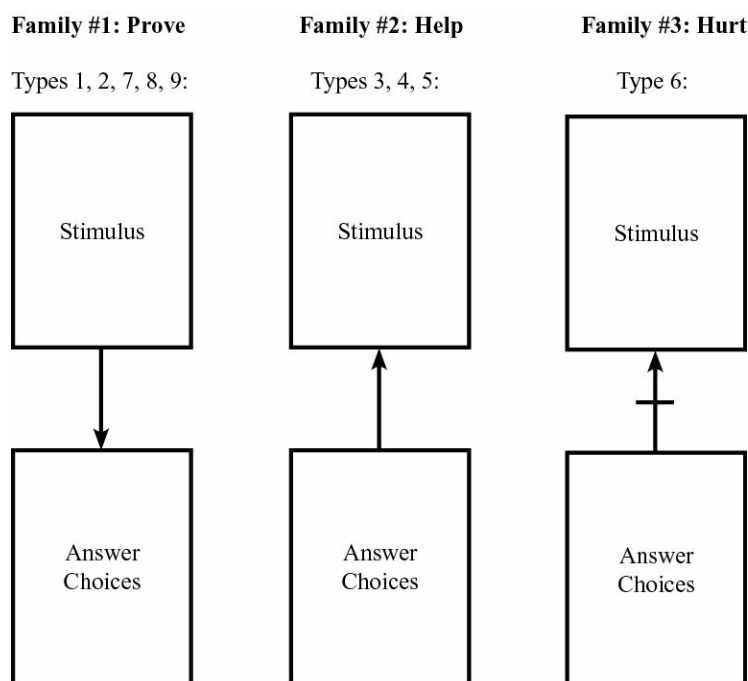 Family #1: Prove
Types 1, 2, 7, 8, 9:
Stimulus
Answer
Choices
Family #2: Help
Types 3, 4, 5:
Stimulus
Answer
Choices
Family #3: Hurt
Type 6:
Stimulus
Answer
Choices